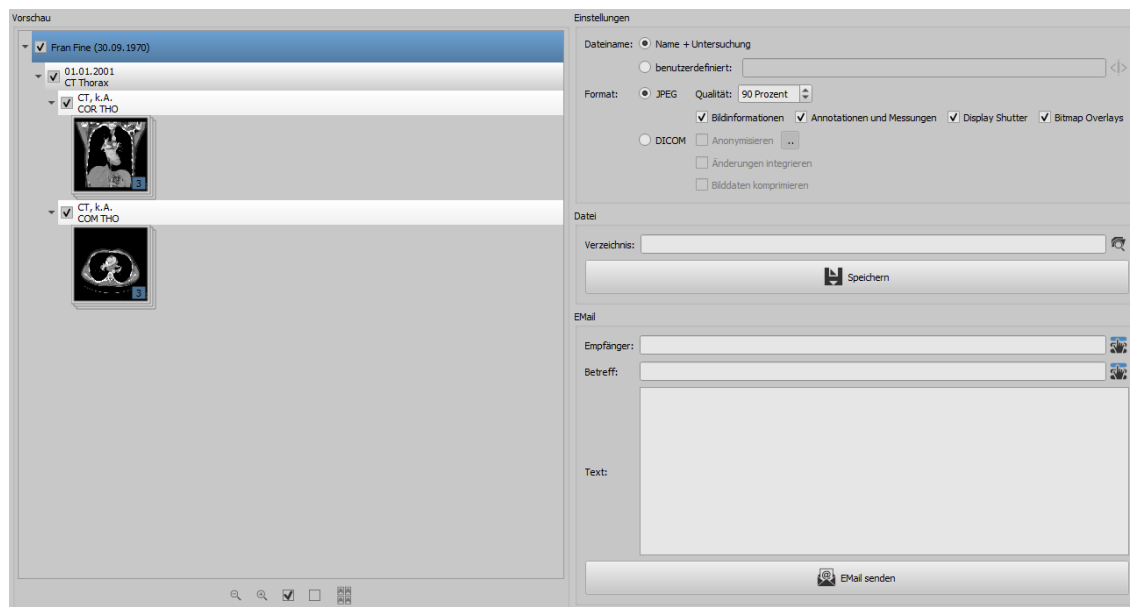 Vorschau
Fran Fine (30.09.1970)
01.01.2001
CT Thorax
CT, k.A.
COR THO
3
CT, k.A.
COM THO
3
Einstellungen
Dateiname: Name + Untersuchung
benutzerdefiniert:
Format: JPEG Qualität: 90 Prozent
Bildinformationen Annotationen und Messungen Display Shutter Bitmap Overlays
DICOM Anonymisieren ..
Änderungen integrieren
Bilddaten komprimieren
Datei
Verzeichnis:
Speichern
EMail
Empfänger:
Betreff:
Text:
EMail senden